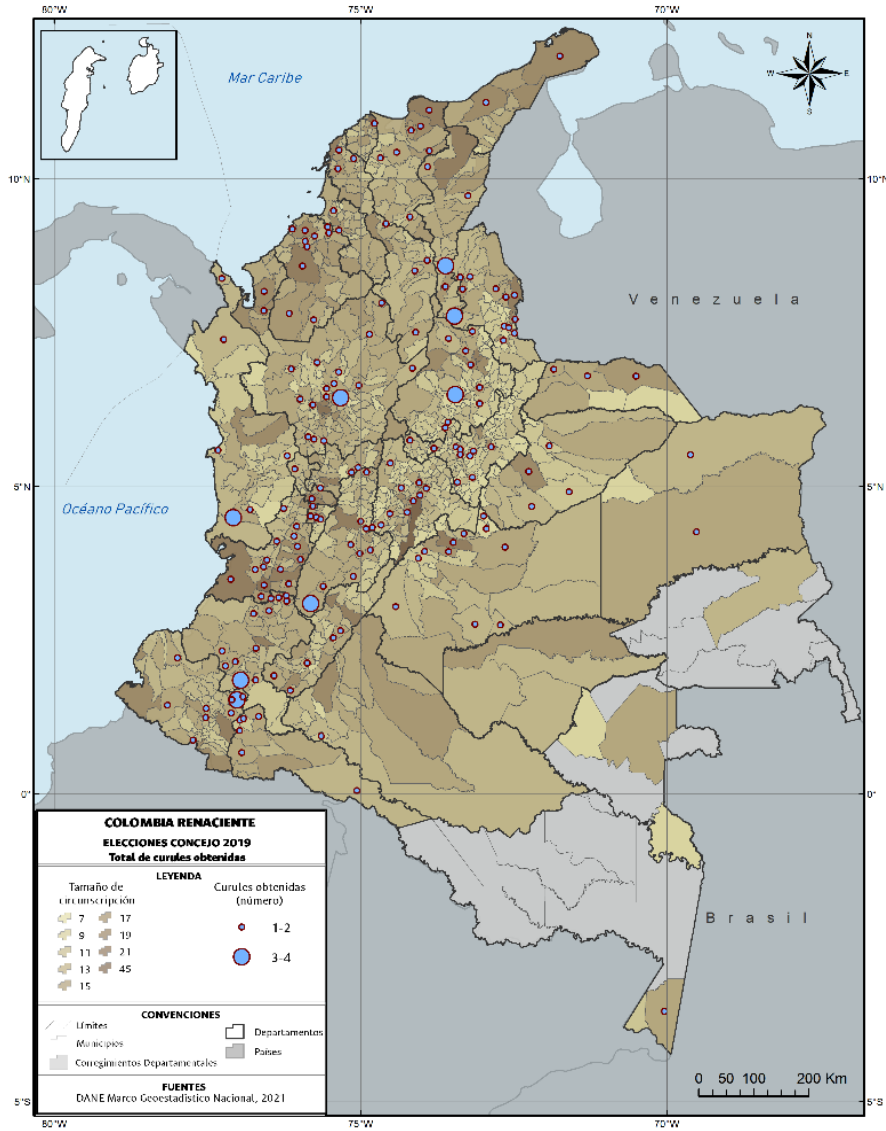 80°W 75°W 70°W
Mar Caribe
N
W E
S
10°N 10°N
Venezuela
5°N 5°N
Océano Pacífico
0° 0°
COLOMBIA RENACIENTE
ELECCIONES CONCEJO 2019
Total de curules obtenidas
LEYENDA
Tamaño de
circunscripción
7 17
9 19
11 21
13 45
15
Curules obtenidas
(número)
1-2
3-4
CONVENCIONES
Límites
Municipios
Corregimientos Departamentales
Departamentos
Países
FUENTES
DANE Marco Geoestadístico Nacional, 2021
Brasil
0 50 100 200 Km
5°S 5°S
80°W 75°W 70°W